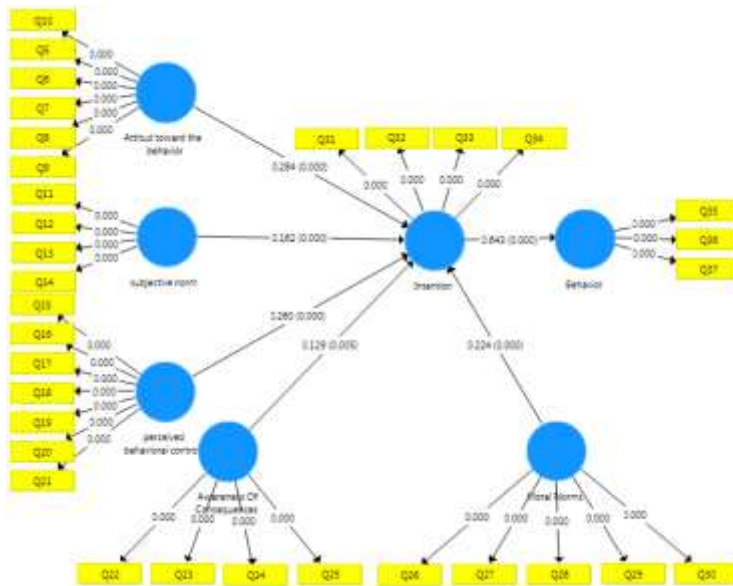 Q10
Q5
Q6
Q7
Q8
Q9
0.000
0.000
0.000
0.000
0.000
0.000
Attitud toward the
behavior
0.284 (0.000)
Q31
Q32
Q33
Q34
0.000
0.000
0.000
0.000
Q11
Q12
Q13
Q14
0.000
0.000
0.000
0.000
subjective norm
0.162 (0.000)
Intention
0.643 (0.000)
Behavior
0.000
0.000
0.000
Q35
Q36
Q37
Q15
Q16
Q17
Q18
Q19
Q20
Q21
0.000
0.000
0.000
0.000
0.000
0.000
0.000
perceived
behavioral control
0.260 (0.000)
0.129 (0.005)
0.224 (0.000)
Awareness Of
Consequences
Moral Norms
0.000
0.000
0.000
0.000
0.000
0.000
0.000
0.000
0.000
Q22
Q23
Q24
Q25
Q26
Q27
Q28
Q29
Q30